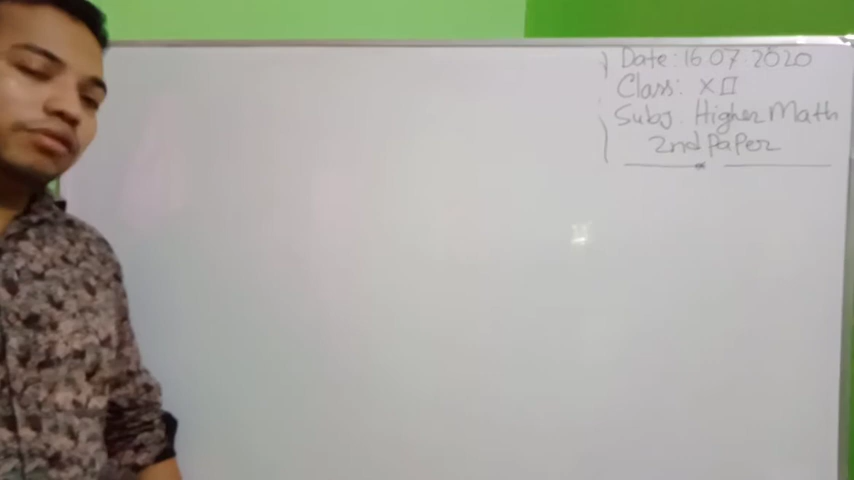 Date: 16.07.2020
Class: XII
Subj. Higher Math
2nd Paper